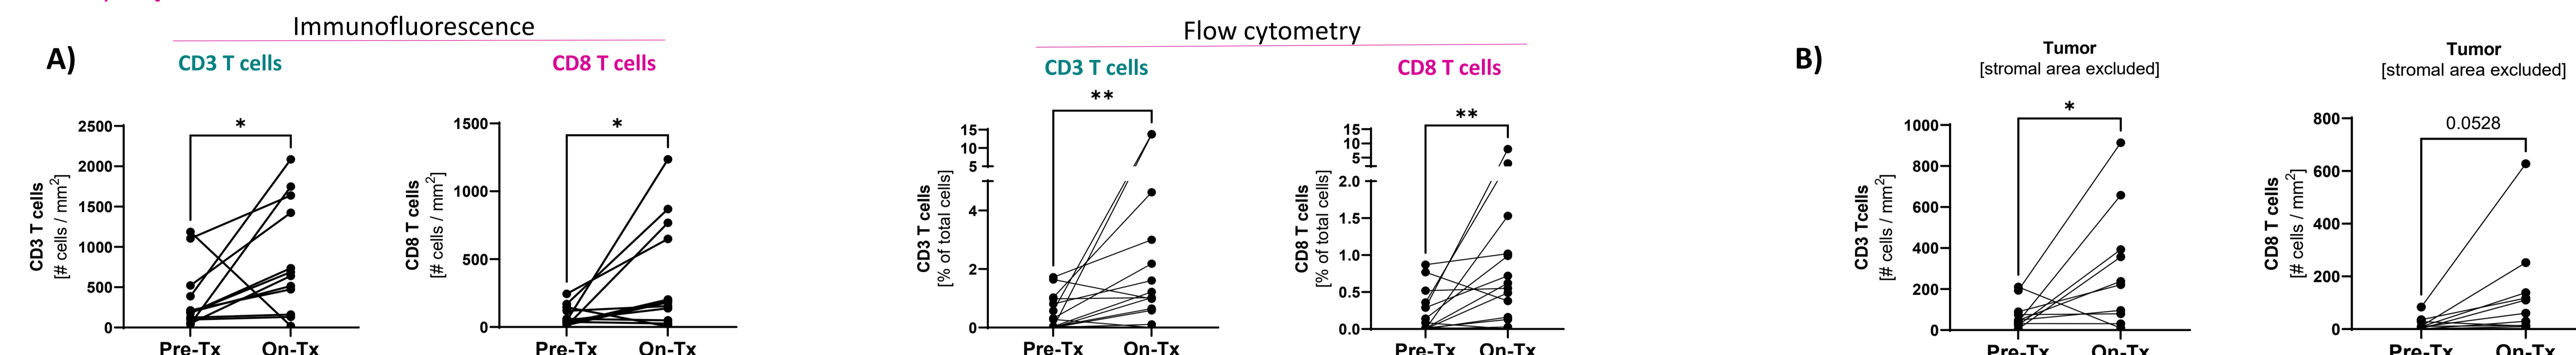 Immunofluorescence
Flow cytometry
A)
CD3 T cells
CD8 T cells
CD3 T cells
CD8 T cells
B)
Tumor
[stromal area excluded]
Tumor
[stromal area excluded]
CD3 T cells
[# cells / mm²]
2500
2000
1500
1000
500
0
*
Pre-Tx
On-Tx
CD8 T cells
[# cells / mm²]
1500
1000
500
0
*
Pre-Tx
On-Tx
CD3 T cells
[% of total cells]
15
10
5
4
2
0
**
Pre-Tx
On-Tx
CD8 T cells
[% of total cells]
15
10
5
2.0
1.5
1.0
0.5
0.0
**
Pre-Tx
On-Tx
CD3 Tcells
[# cells / mm²]
1000
800
600
400
200
0
*
Pre-Tx
On-Tx
CD8 T cells
[# cells / mm²]
800
600
400
200
0
0.0528
Pre-Tx
On-Tx